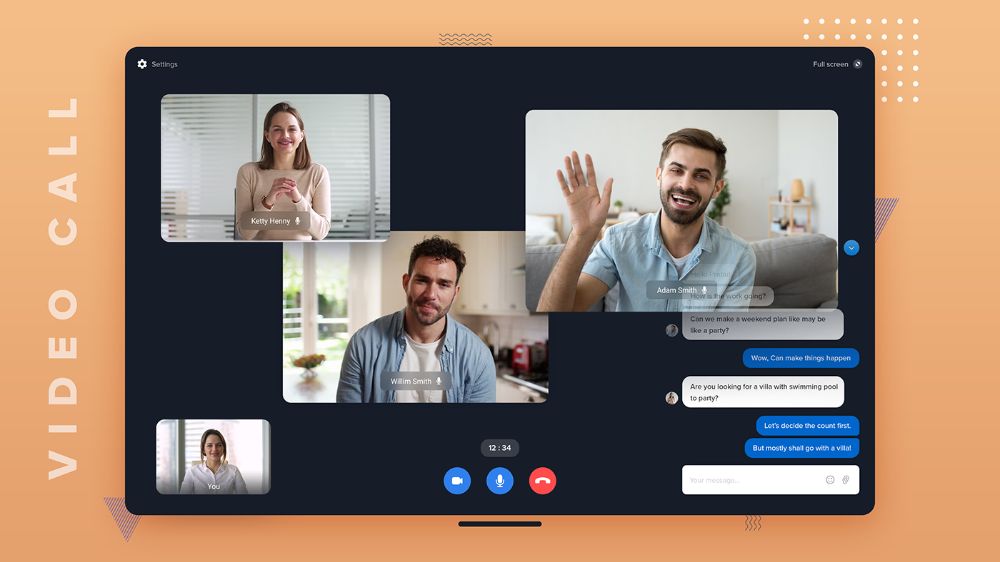 VIDEO CALL
Settings
Full screen
Ketty Henny
Adam Smith
How is the work going?
Can we make a weekend plan like may be
like a party?
Willim Smith
Wow, Can make things happen
Are you looking for a villa with swimming pool
to party?
Let's decide the count first.
But mostly shall go with a villa!
12 : 34
You
Your message...